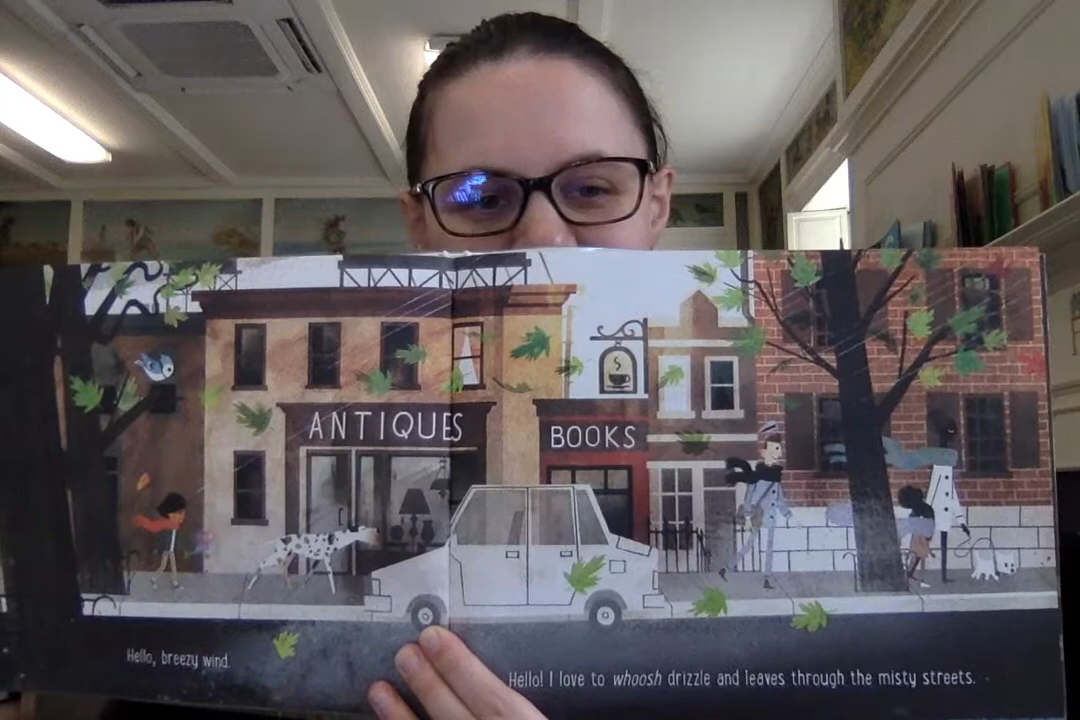 ANTIQUES
BOOKS
Hello, breezy wind.
Hello! I love to whoosh drizzle and leaves through the misty streets.